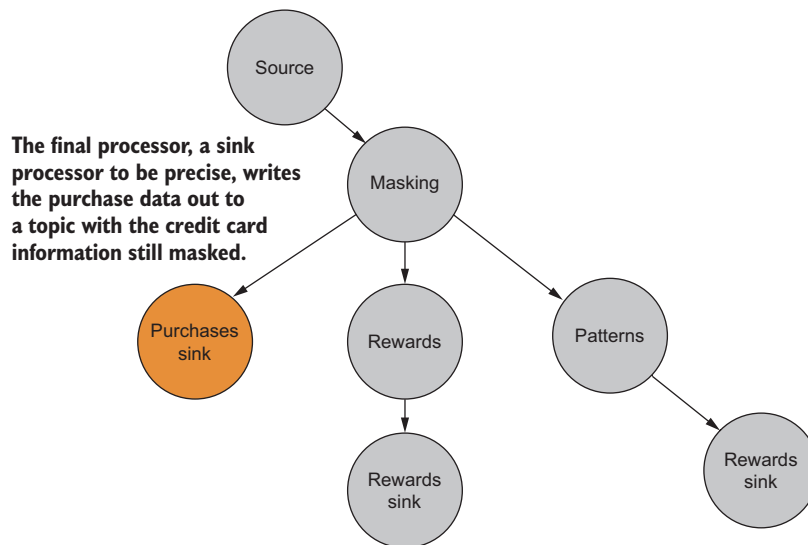 Source
The final processor, a sink
processor to be precise, writes
the purchase data out to
a topic with the credit card
information still masked.
Masking
Purchases
sink
Rewards
Patterns
Rewards
sink
Rewards
sink